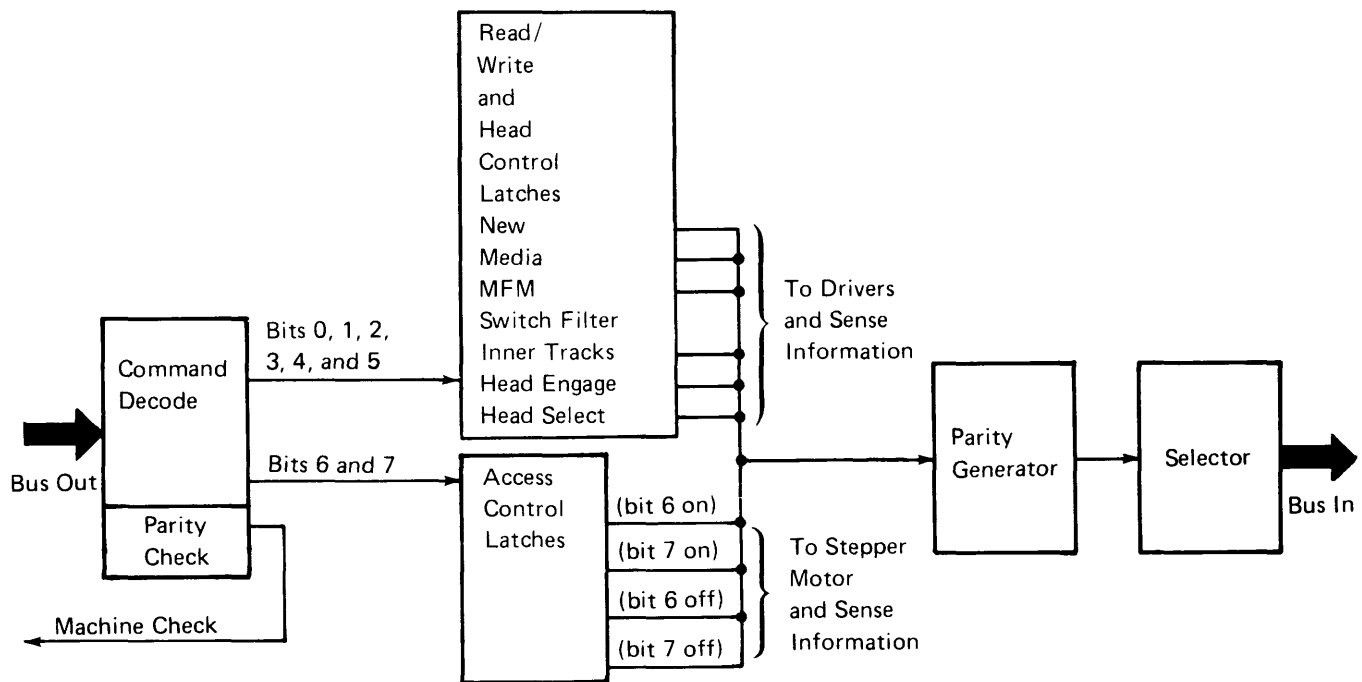 Read/
Write
and
Head
Control
Latches
New
Media
MFM
Switch Filter
Inner Tracks
Head Engage
Head Select
To Drivers
and Sense
Information
Bits 0, 1, 2,
3, 4, and 5
Command
Decode
Bus Out
Bits 6 and 7
Parity
Check
Machine Check
Access
Control
Latches
(bit 6 on)
(bit 7 on)
(bit 6 off)
(bit 7 off)
To Stepper
Motor
and Sense
Information
Parity
Generator
Selector
Bus In